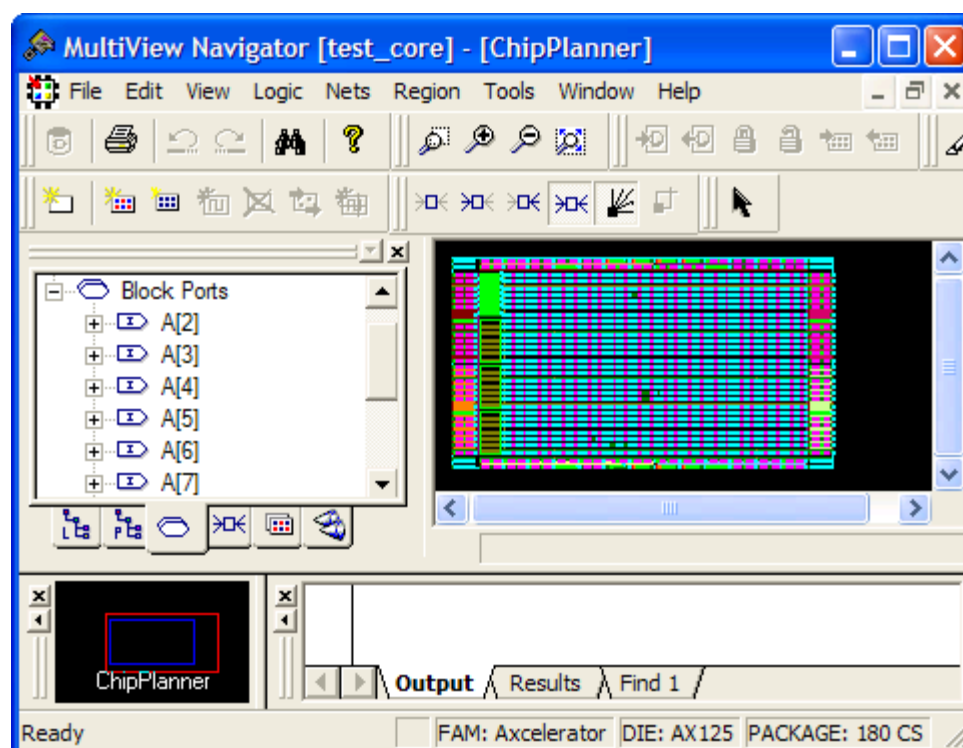 MultiView Navigator [test_core] - [ChipPlanner]
File Edit View Logic Nets Region Tools Window Help
Block Ports
A[2]
A[3]
A[4]
A[5]
A[6]
A[7]
L P
ChipPlanner
Output Results Find 1
Ready FAM: Axcelerator DIE: AX125 PACKAGE: 180 CS